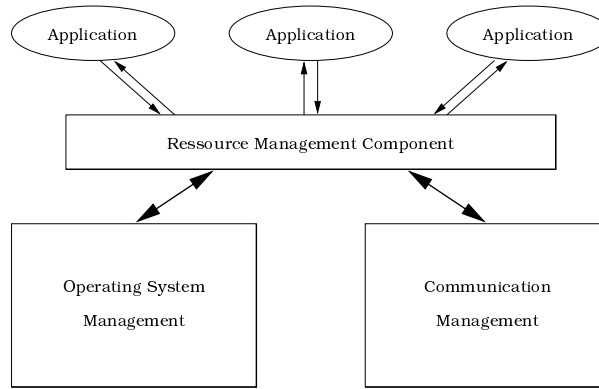 Application
Application
Application
Ressource Management Component
Operating System
Management
Communication
Management